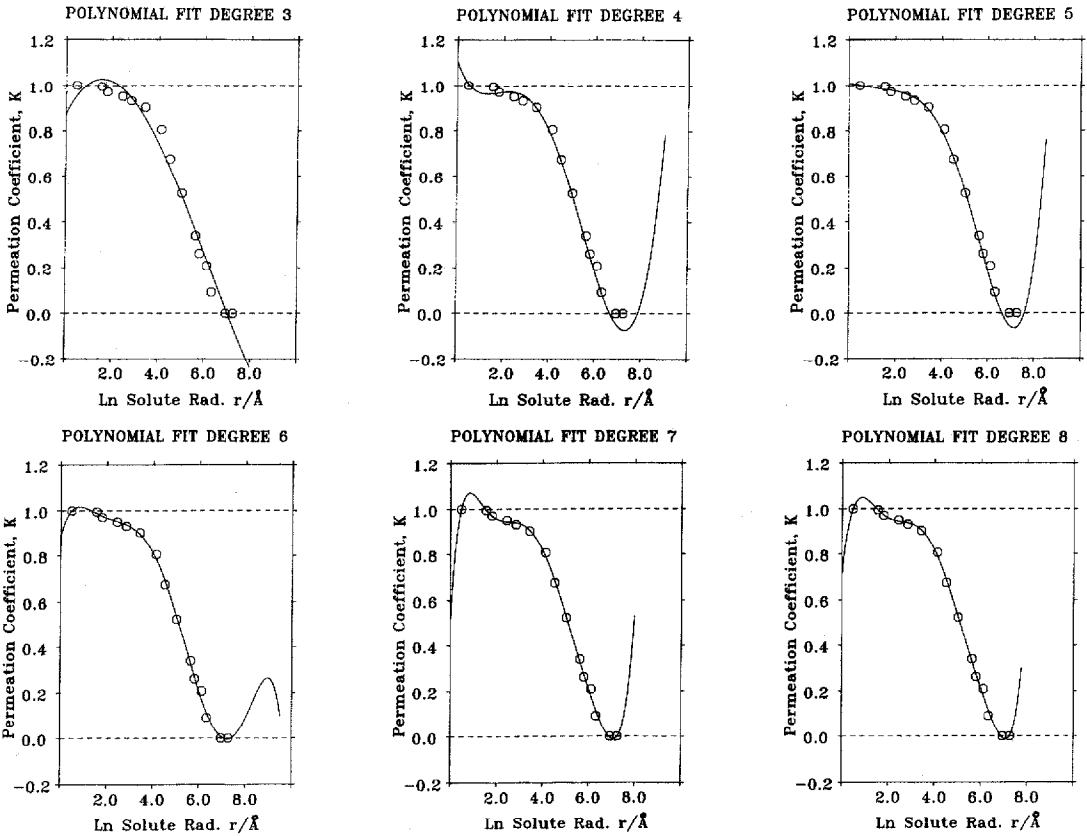 POLYNOMIAL FIT DEGREE 3
Permeation Coefficient, K
1.2
1.0
0.8
0.6
0.4
0.2
0.0
−0.2
2.0 4.0 6.0 8.0
Ln Solute Rad. r/Å
POLYNOMIAL FIT DEGREE 4
Permeation Coefficient, K
1.2
1.0
0.8
0.6
0.4
0.2
0.0
−0.2
2.0 4.0 6.0 8.0
Ln Solute Rad. r/Å
POLYNOMIAL FIT DEGREE 5
Permeation Coefficient, K
1.2
1.0
0.8
0.6
0.4
0.2
0.0
−0.2
2.0 4.0 6.0 8.0
Ln Solute Rad. r/Å
POLYNOMIAL FIT DEGREE 6
Permeation Coefficient, K
1.2
1.0
0.8
0.6
0.4
0.2
0.0
−0.2
2.0 4.0 6.0 8.0
Ln Solute Rad. r/Å
POLYNOMIAL FIT DEGREE 7
Permeation Coefficient, K
1.2
1.0
0.8
0.6
0.4
0.2
0.0
−0.2
2.0 4.0 6.0 8.0
Ln Solute Rad. r/Å
POLYNOMIAL FIT DEGREE 8
Permeation Coefficient, K
1.2
1.0
0.8
0.6
0.4
0.2
0.0
−0.2
2.0 4.0 6.0 8.0
Ln Solute Rad. r/Å